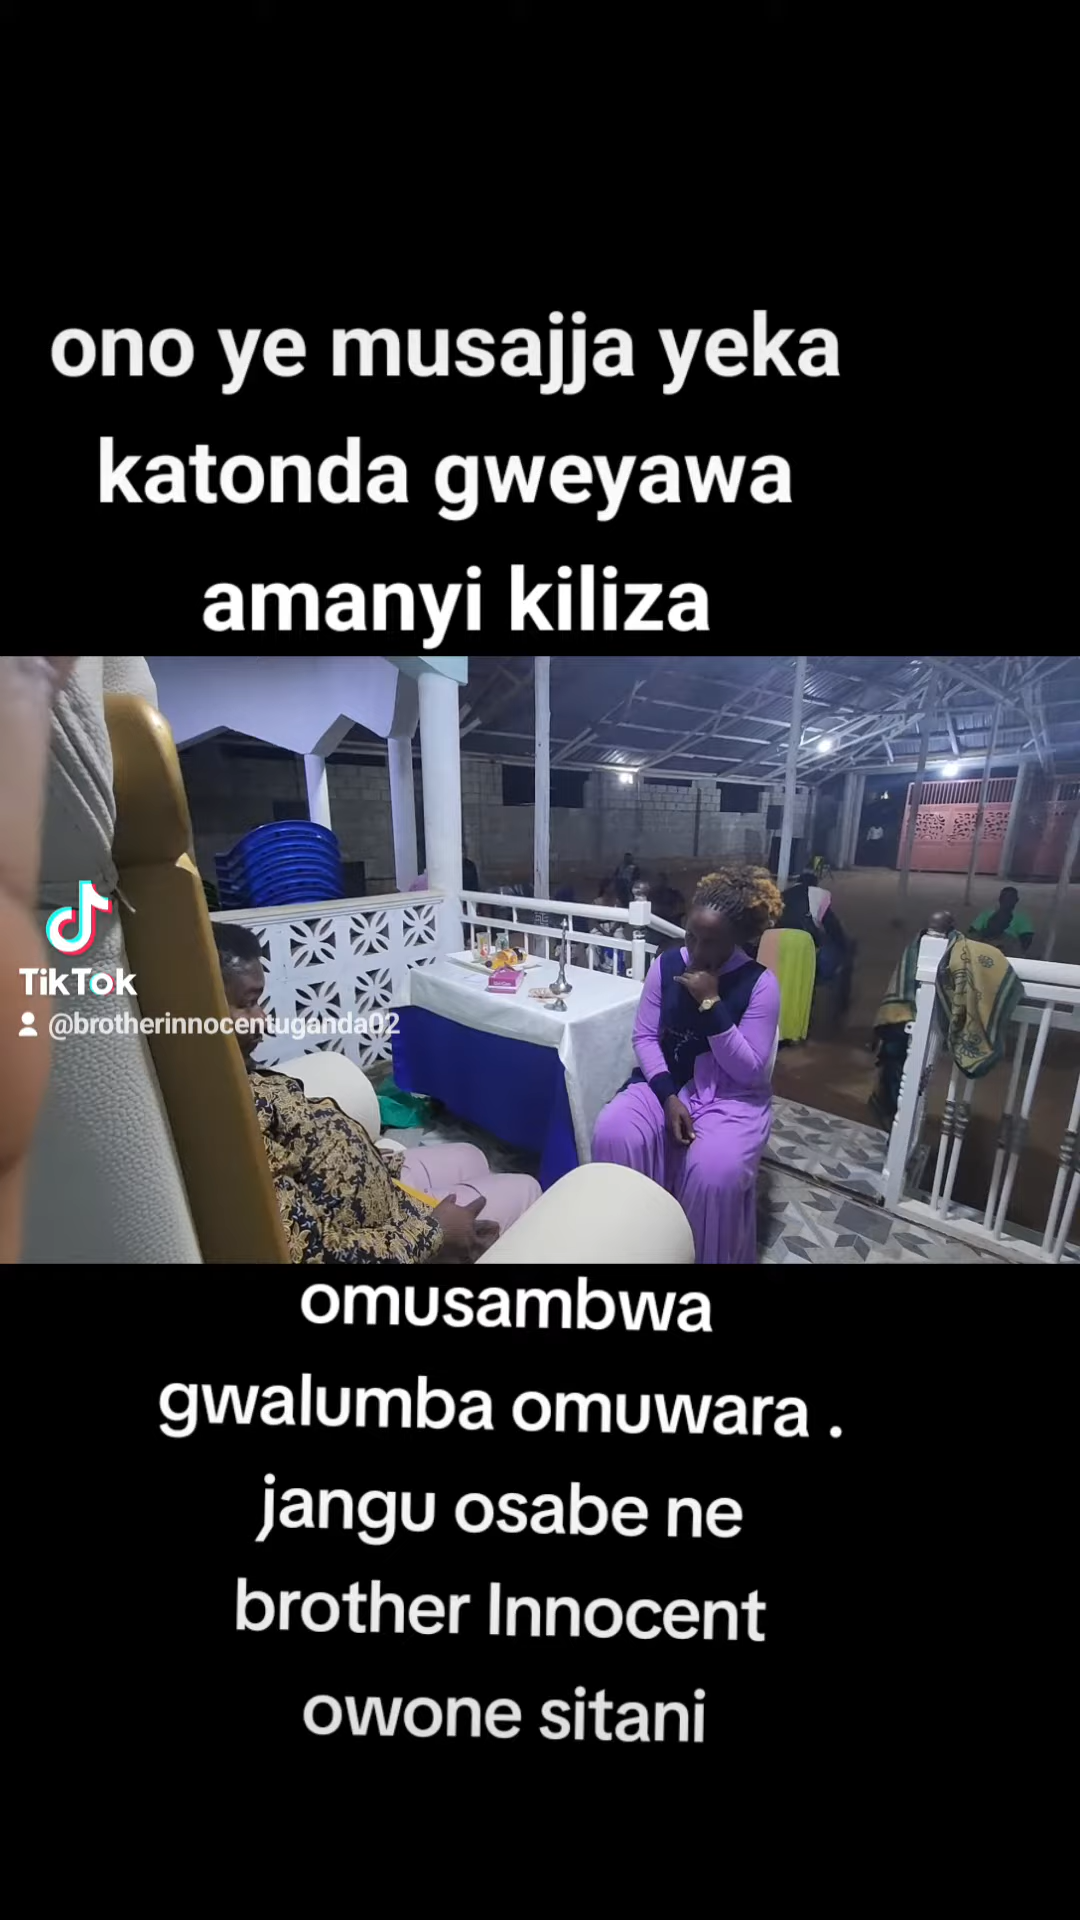 ono ye musajja yeka
katonda gweyawa
amanyi kiliza
TikTok
@brotherinnocentuganda02
omusambwa
gwalumba omuwara .
jangu osabe ne
brother Innocent
owone sitani